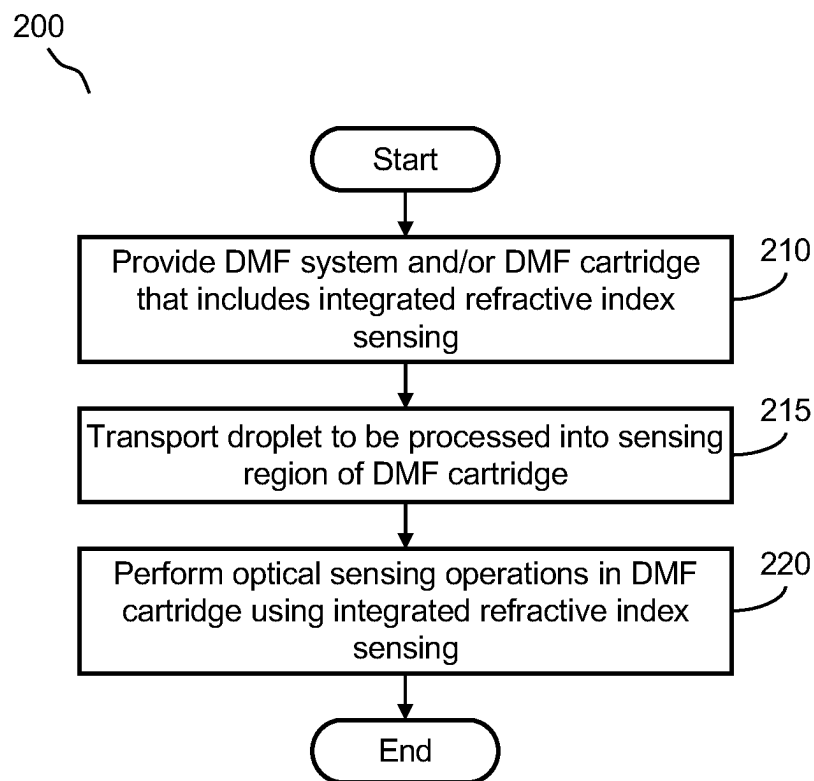 200
Start
Provide DMF system and/or DMF cartridge
that includes integrated refractive index
sensing
210
Transport droplet to be processed into sensing
region of DMF cartridge
215
Perform optical sensing operations in DMF
cartridge using integrated refractive index
sensing
220
End